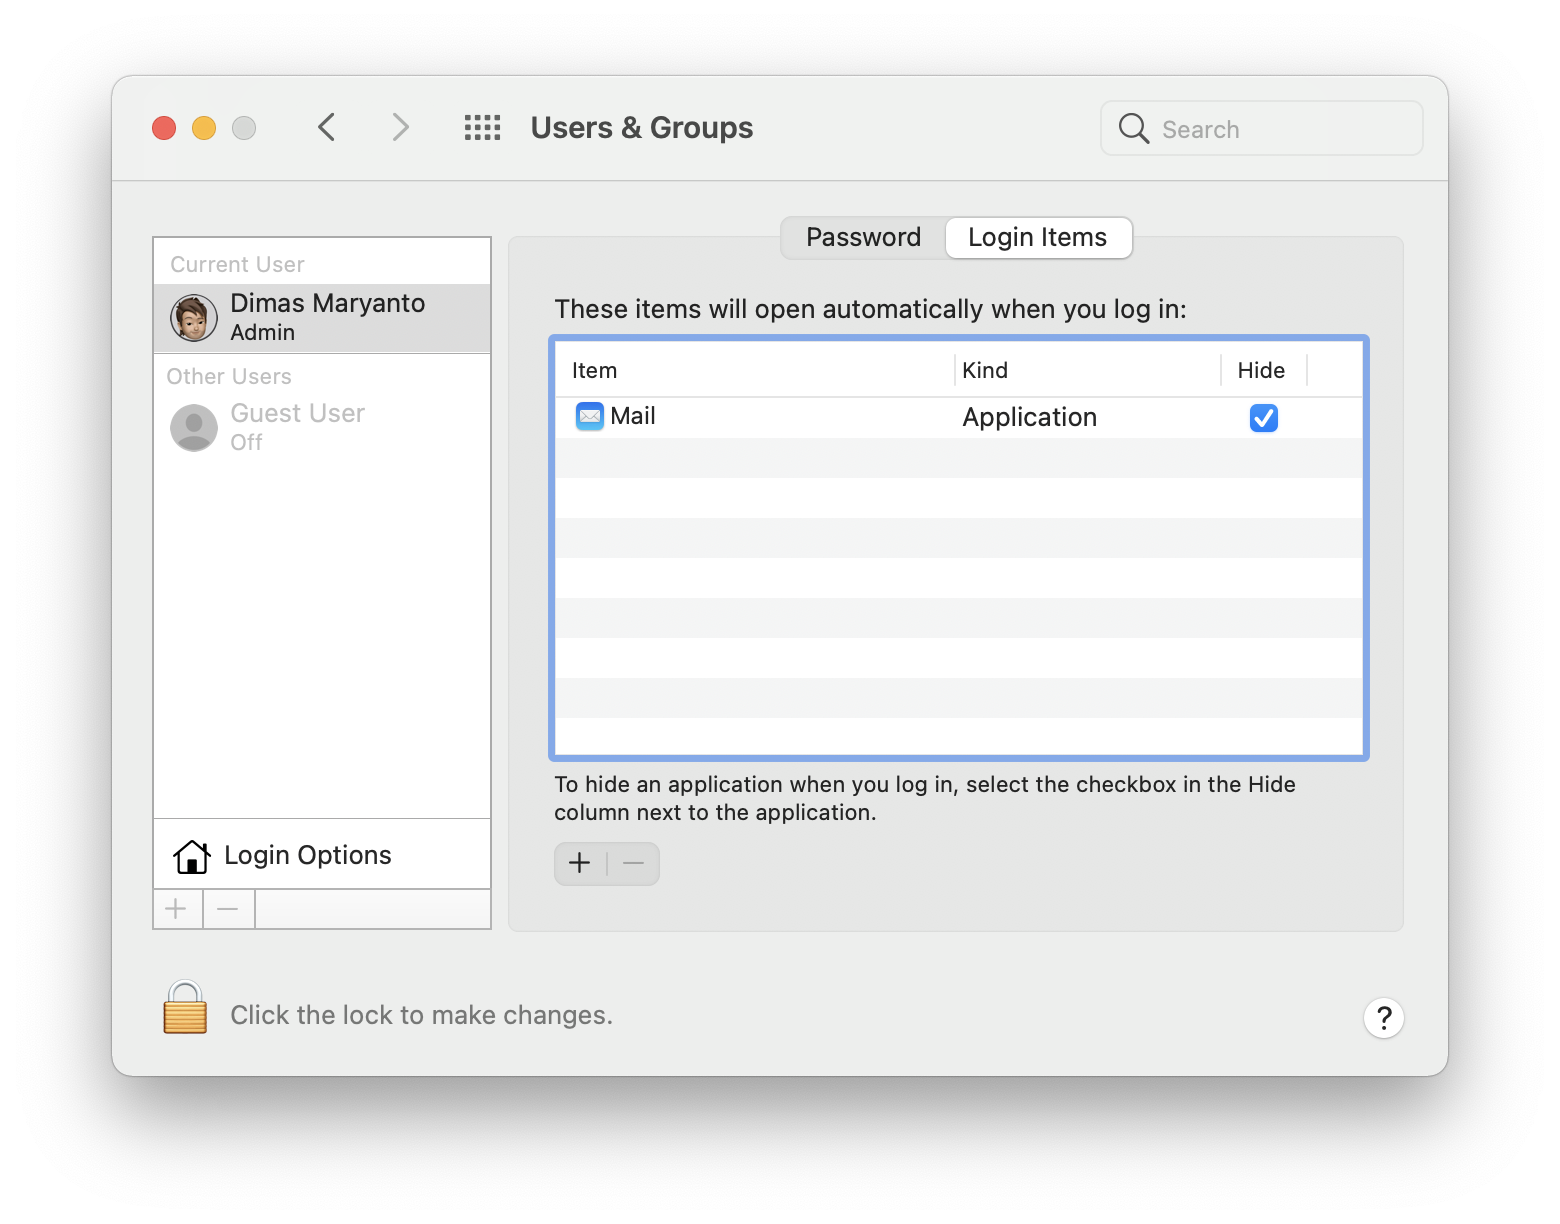 Users & Groups
Search
Current User
Dimas Maryanto
Admin
Other Users
Guest User
Off
Login Options
Password
Login Items
These items will open automatically when you log in:
Item
Kind
Hide
Mail
Application
To hide an application when you log in, select the checkbox in the Hide
column next to the application.
Click the lock to make changes.
?